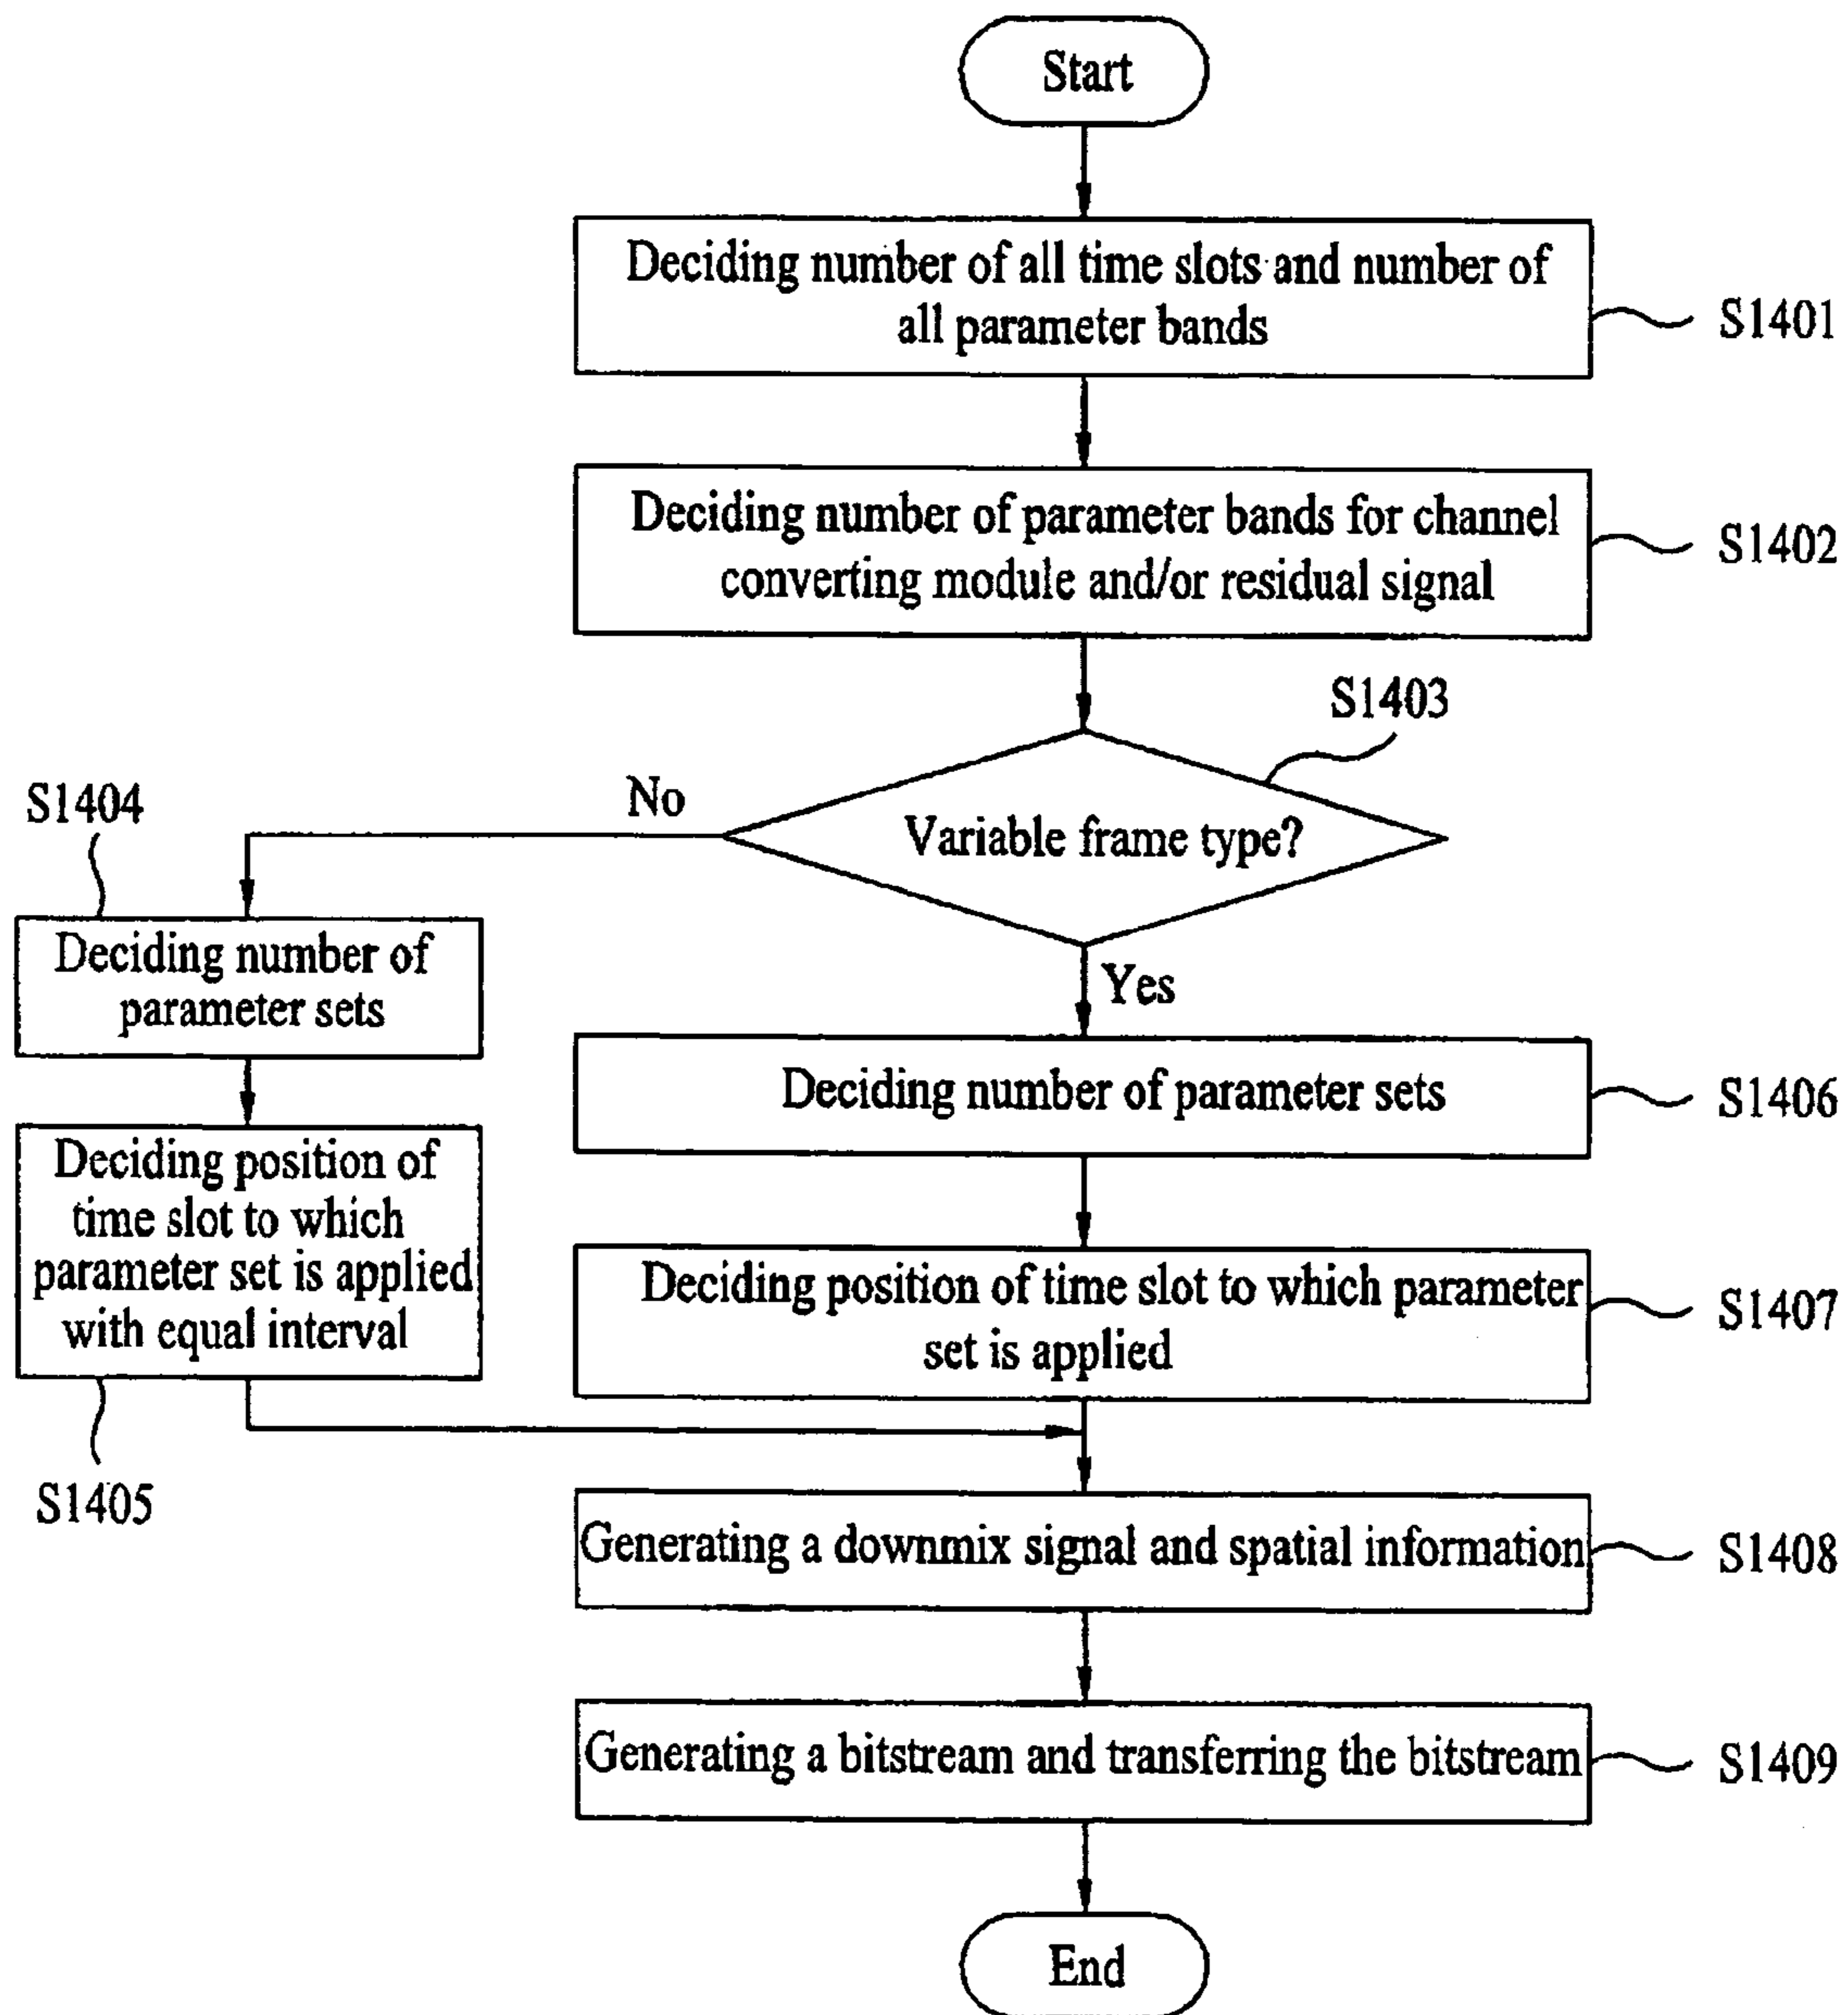 Start
Deciding number of all time slots and number of
all parameter bands
S1401
Deciding number of parameter bands for channel
converting module and/or residual signal
S1402
S1403
Variable frame type?
No
Yes
S1404
Deciding number of
parameter sets
Deciding position of
time slot to which
parameter set is applied
with equal interval
S1405
Deciding number of parameter sets
S1406
Deciding position of time slot to which parameter
set is applied
S1407
Generating a downmix signal and spatial information
S1408
Generating a bitstream and transferring the bitstream
S1409
End